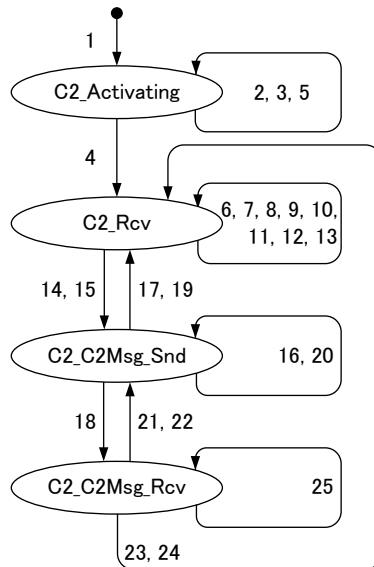 1
C2_Activating
2, 3, 5
4
C2_Rcv
6, 7, 8, 9, 10,
11, 12, 13
14, 15
17, 19
C2_C2Msg_Snd
16, 20
18
21, 22
C2_C2Msg_Rcv
25
23, 24